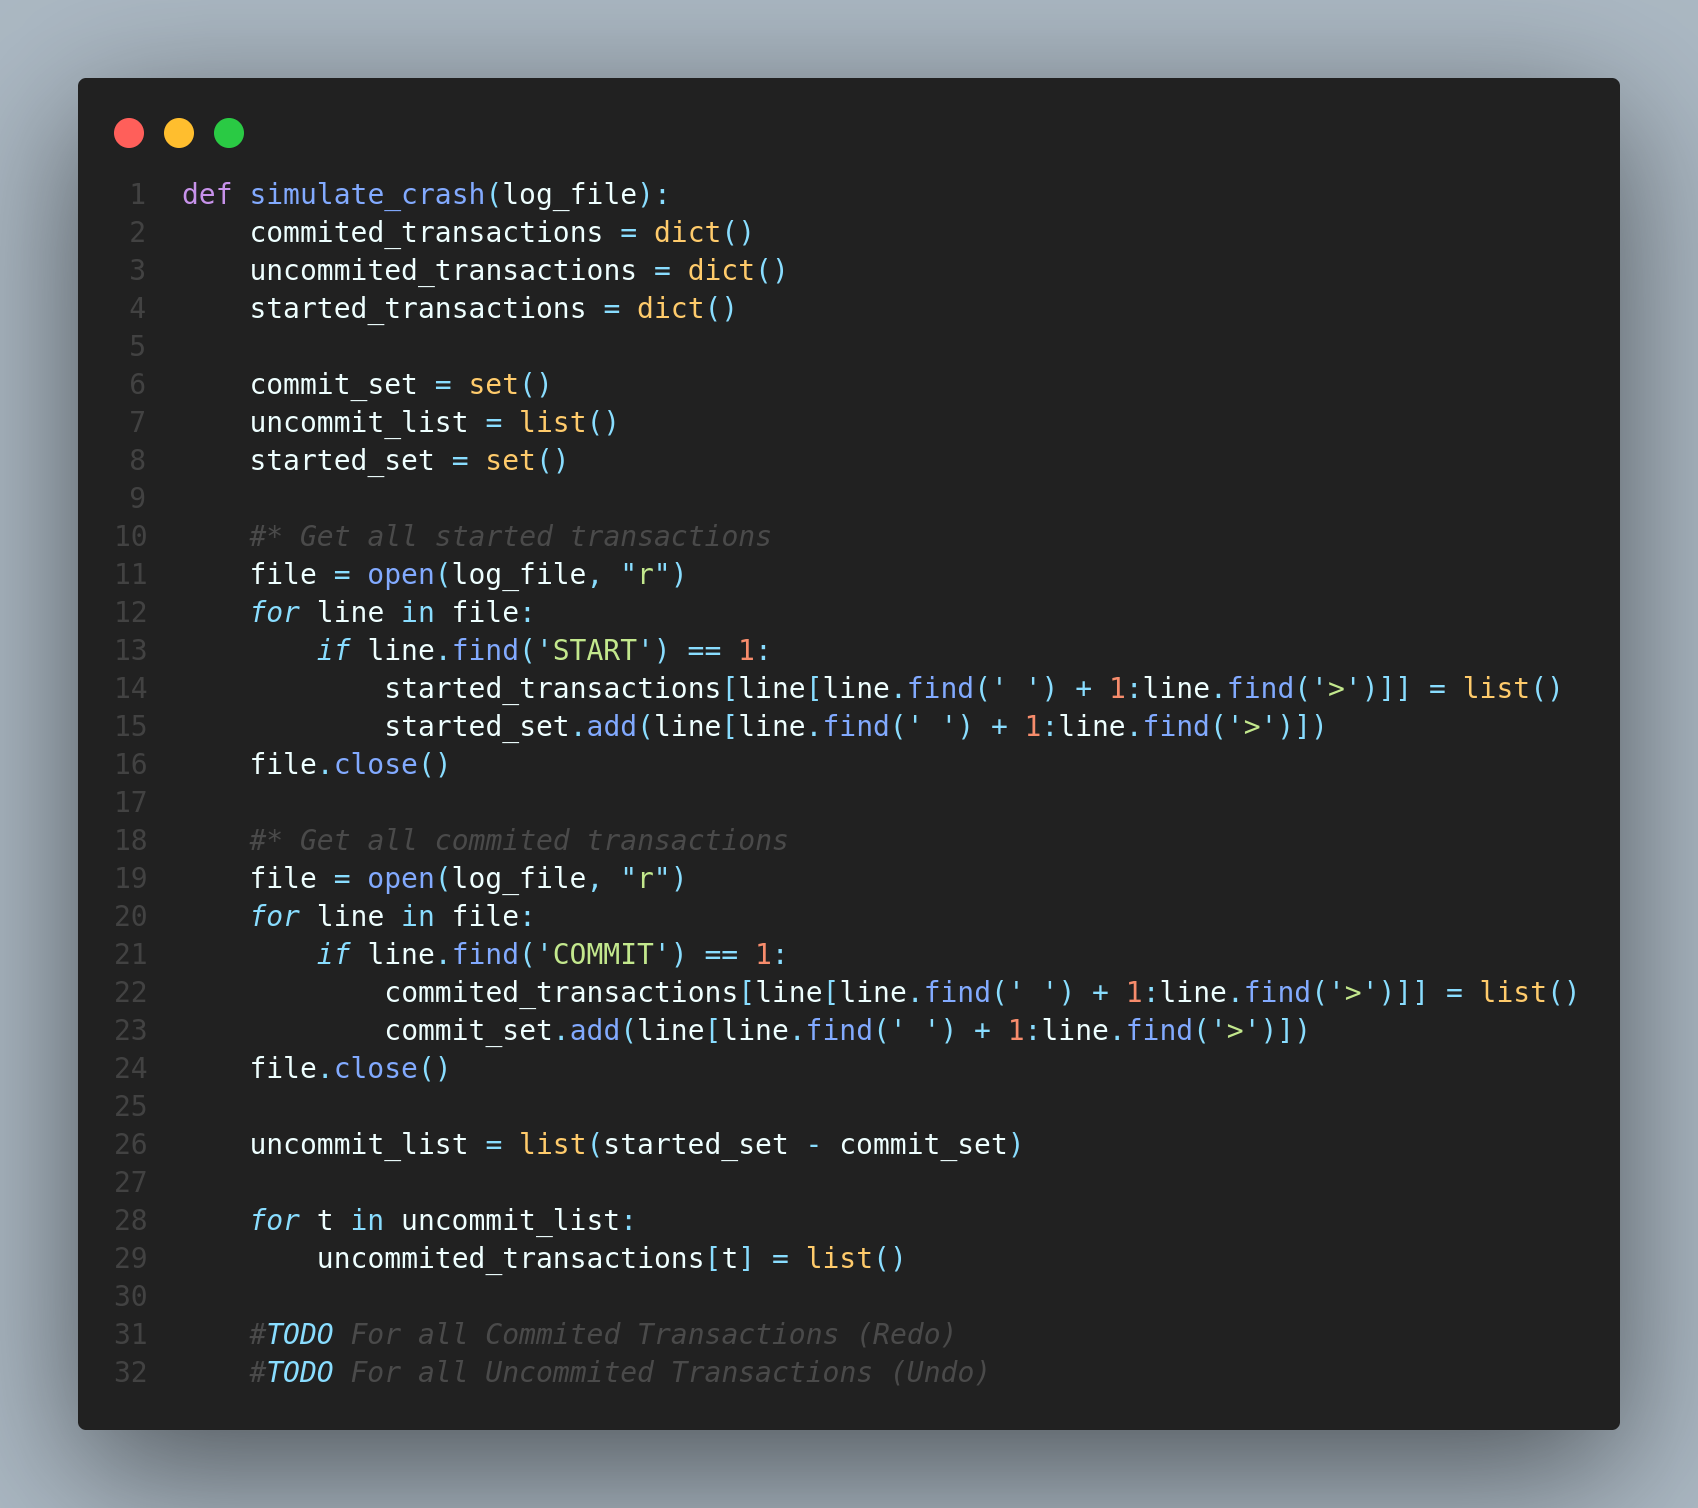 1 def simulate_crash(log_file):
2     commited_transactions = dict()
3     uncommited_transactions = dict()
4     started_transactions = dict()
5
6     commit_set = set()
7     uncommit_list = list()
8     started_set = set()
9
10     #* Get all started transactions
11     file = open(log_file, "r")
12     for line in file:
13         if line.find('START') == 1:
14             started_transactions[line[line.find(' ') + 1:line.find('>')]] = list()
15             started_set.add(line[line.find(' ') + 1:line.find('>')])
16     file.close()
17
18     #* Get all commited transactions
19     file = open(log_file, "r")
20     for line in file:
21         if line.find('COMMIT') == 1:
22             commited_transactions[line[line.find(' ') + 1:line.find('>')]] = list()
23             commit_set.add(line[line.find(' ') + 1:line.find('>')])
24     file.close()
25
26     uncommit_list = list(started_set - commit_set)
27
28     for t in uncommit_list:
29         uncommited_transactions[t] = list()
30
31     #TODO For all Commited Transactions (Redo)
32     #TODO For all Uncommited Transactions (Undo)